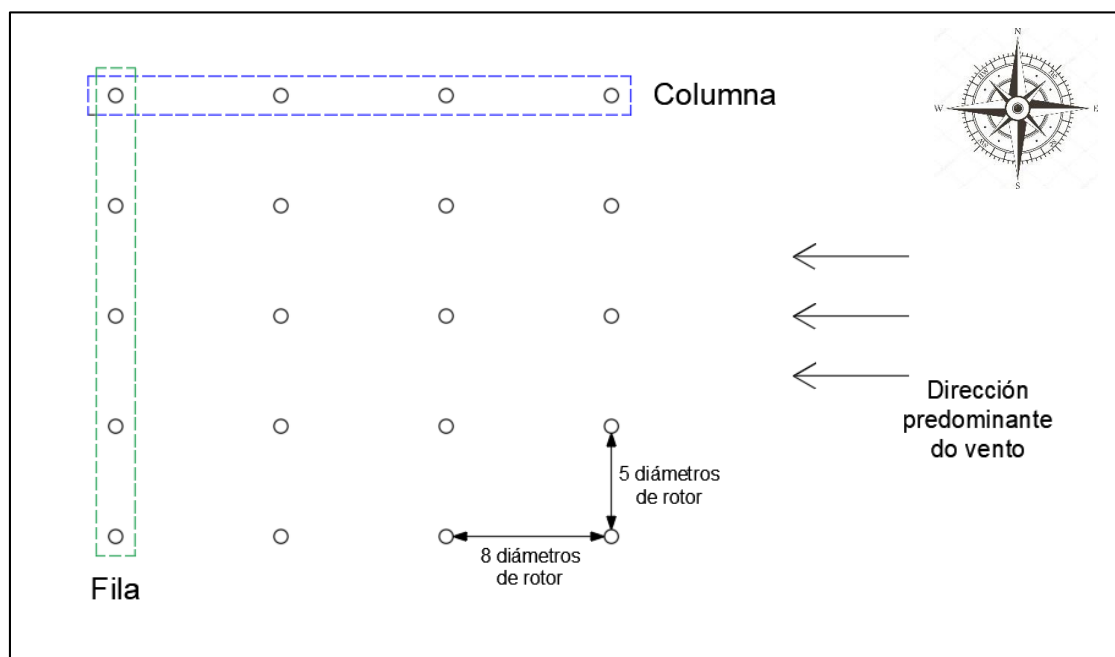 N
Columna
W
E
S
Dirección
predominante
do vento
5 diámetros
de rotor
8 diámetros
de rotor
Fila